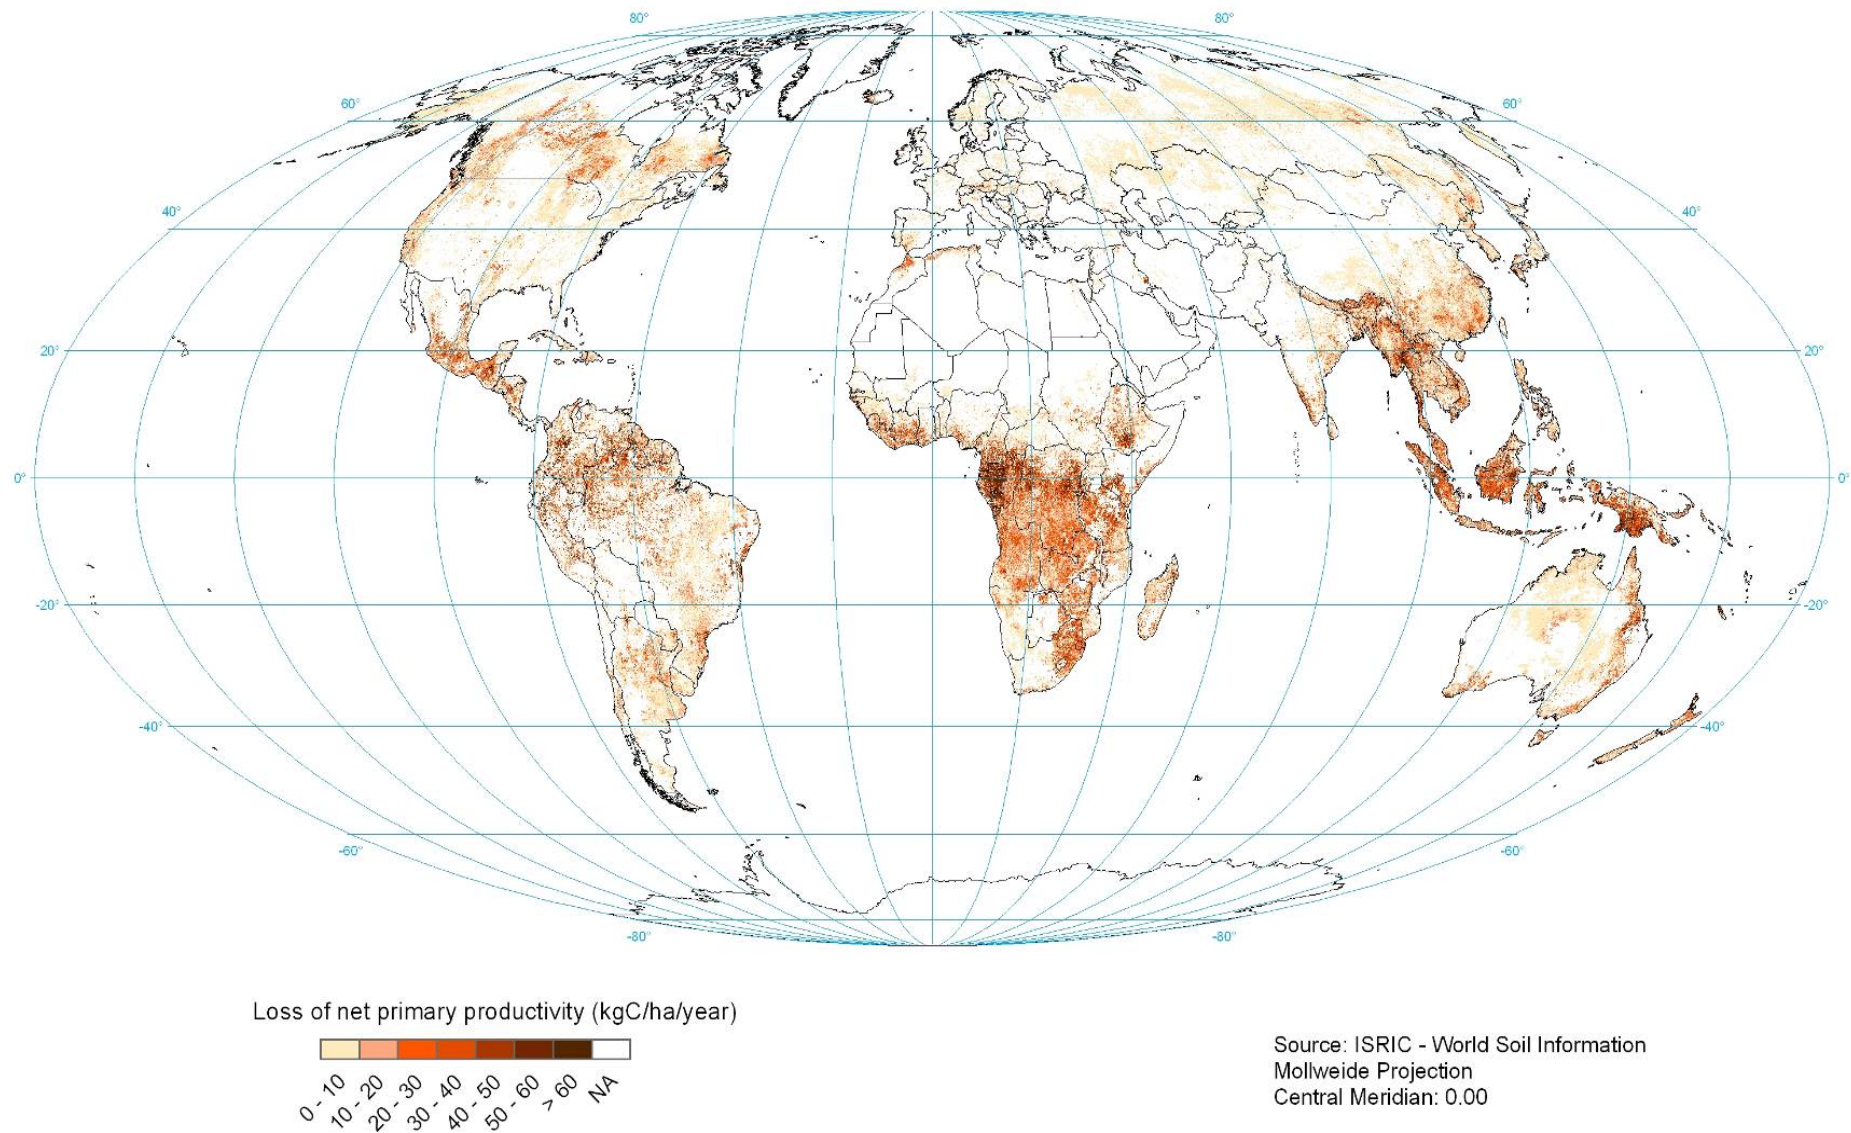 80° 80°
60° 60°
40° 40°
20° 20°
0° 0°
-20° -20°
-40° -40°
-60° -60°
-80° -80°
Loss of net primary productivity (kgC/ha/year)
0 - 10
10 - 20
20 - 30
30 - 40
40 - 50
50 - 60
> 60
NA
Source: ISRIC - World Soil Information
Mollweide Projection
Central Meridian: 0.00